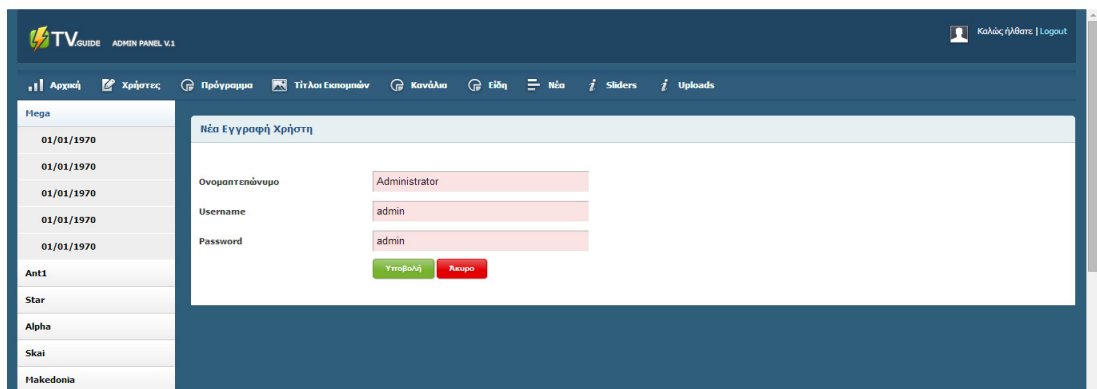 TV.GUIDE ADMIN PANEL V.1
Καλώς ήλθατε | Logout
Αρχική Χρήστες Πρόγραμμα Τίτλοι Εκπομπών Κανάλια Είδη Νέα Sliders Uploads
Mega
01/01/1970
01/01/1970
01/01/1970
01/01/1970
01/01/1970
Ant1
Star
Alpha
Skai
Makedonia
Νέα Εγγραφή Χρήστη
Ονομαπεπώνυμο Administrator
Username admin
Password admin
Υποβολή Άκυρο